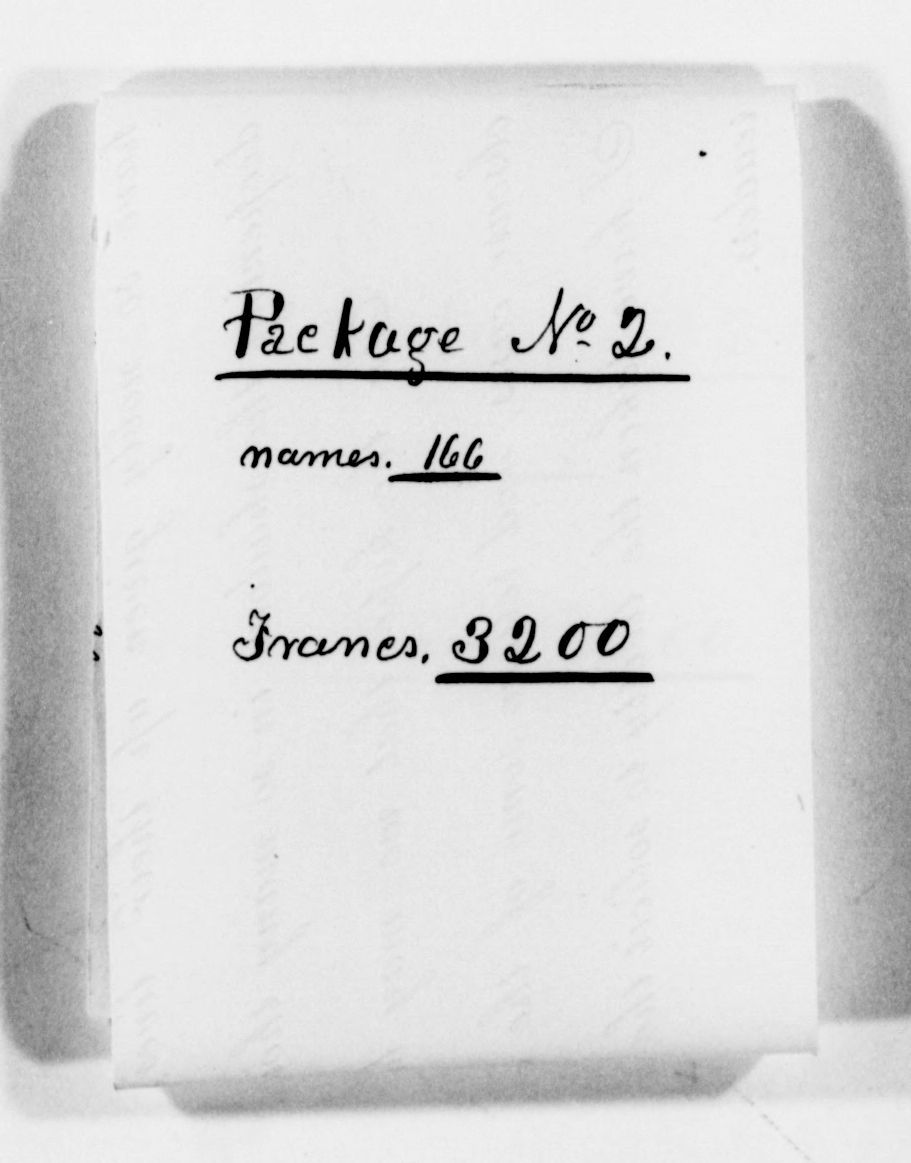 Package No 2.
names. 166
Francs. 3200